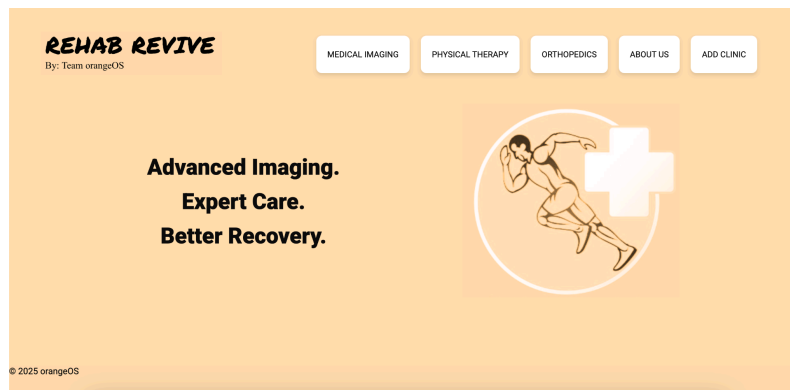 REHAB REVIVE
By: Team orangeOS
MEDICAL IMAGING
PHYSICAL THERAPY
ORTHOPEDICS
ABOUT US
ADD CLINIC
Advanced Imaging.
Expert Care.
Better Recovery.
© 2025 orangeOS